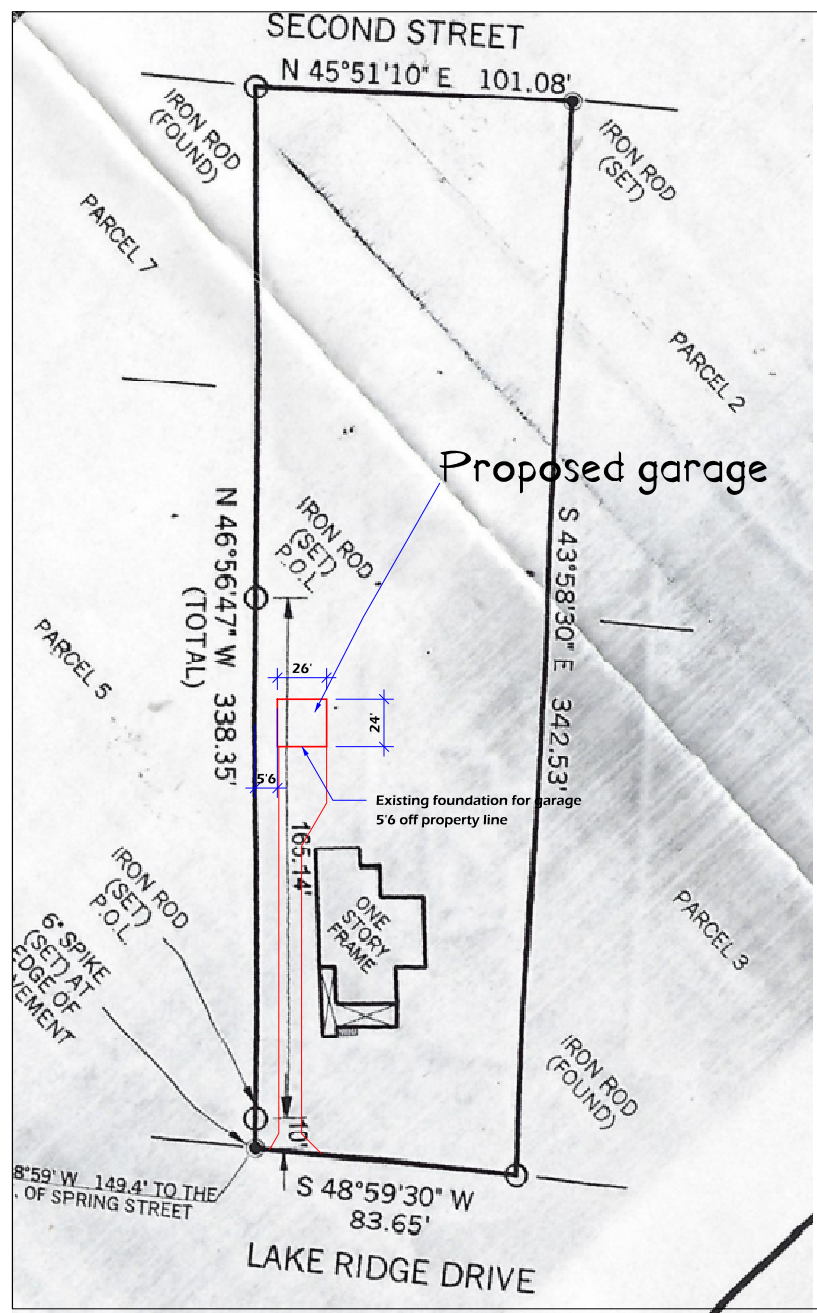 SECOND STREET
N 45°51'10" E 101.08'
IRON ROD
(FOUND)
IRON ROD
(SET)
PARCEL 7
PARCEL 2
Proposed garage
IRON ROD
(SET)
P.O.L.
N 46°56'47" W 338.35'
(TOTAL)
S 43°58'30" E 342.53'
PARCEL 5
26'
24'
5'6
Existing foundation for garage
5'6 off property line
165.14'
ONE
STORY
FRAME
IRON ROD
(SET)
P.O.L.
6" SPIKE
(SET) AT
EDGE OF
VEMENT
PARCEL 3
IRON ROD
(FOUND)
10'
8°59' W 149.4' TO THE
. OF SPRING STREET
S 48°59'30" W
83.65'
LAKE RIDGE DRIVE